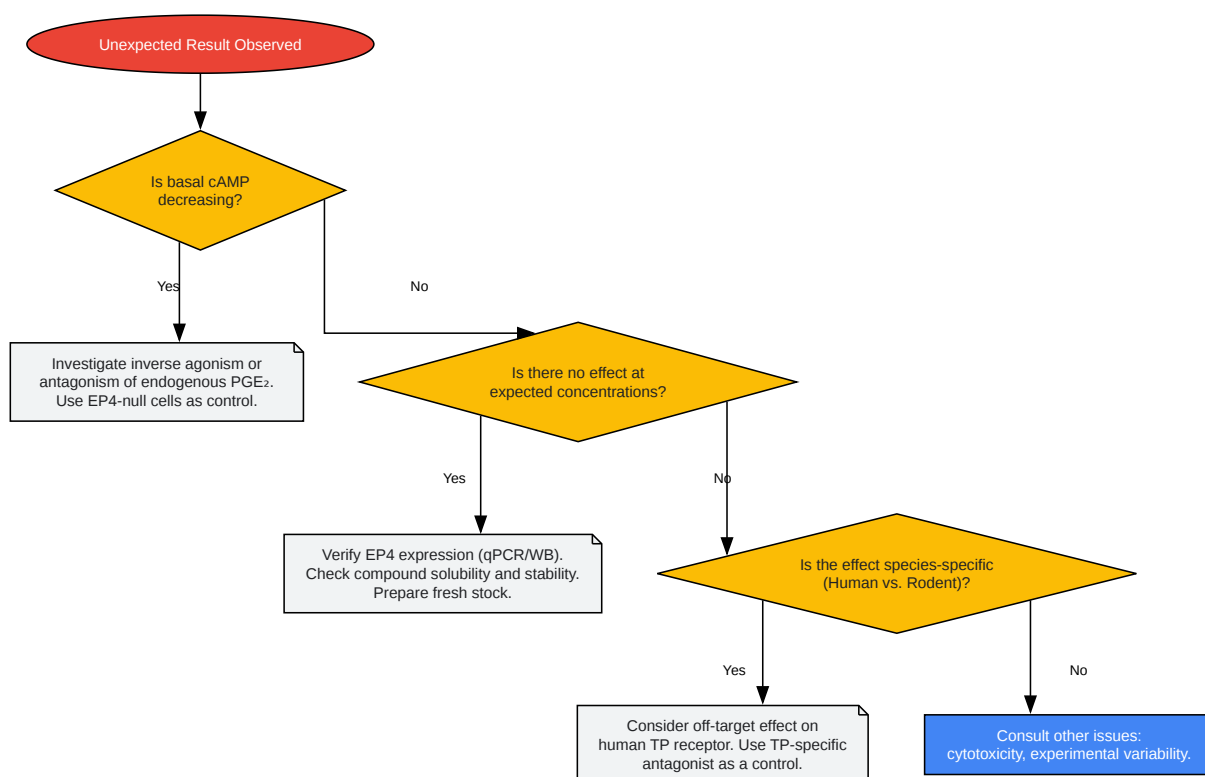 Unexpected Result Observed
Is basal cAMP
decreasing?
Yes
No
Investigate inverse agonism or
antagonism of endogenous PGE₂.
Use EP4-null cells as control.
Is there no effect at
expected concentrations?
Yes
No
Verify EP4 expression (qPCR/WB).
Check compound solubility and stability.
Prepare fresh stock.
Is the effect species-specific
(Human vs. Rodent)?
Yes
No
Consider off-target effect on
human TP receptor. Use TP-specific
antagonist as a control.
Consult other issues:
cytotoxicity, experimental variability.